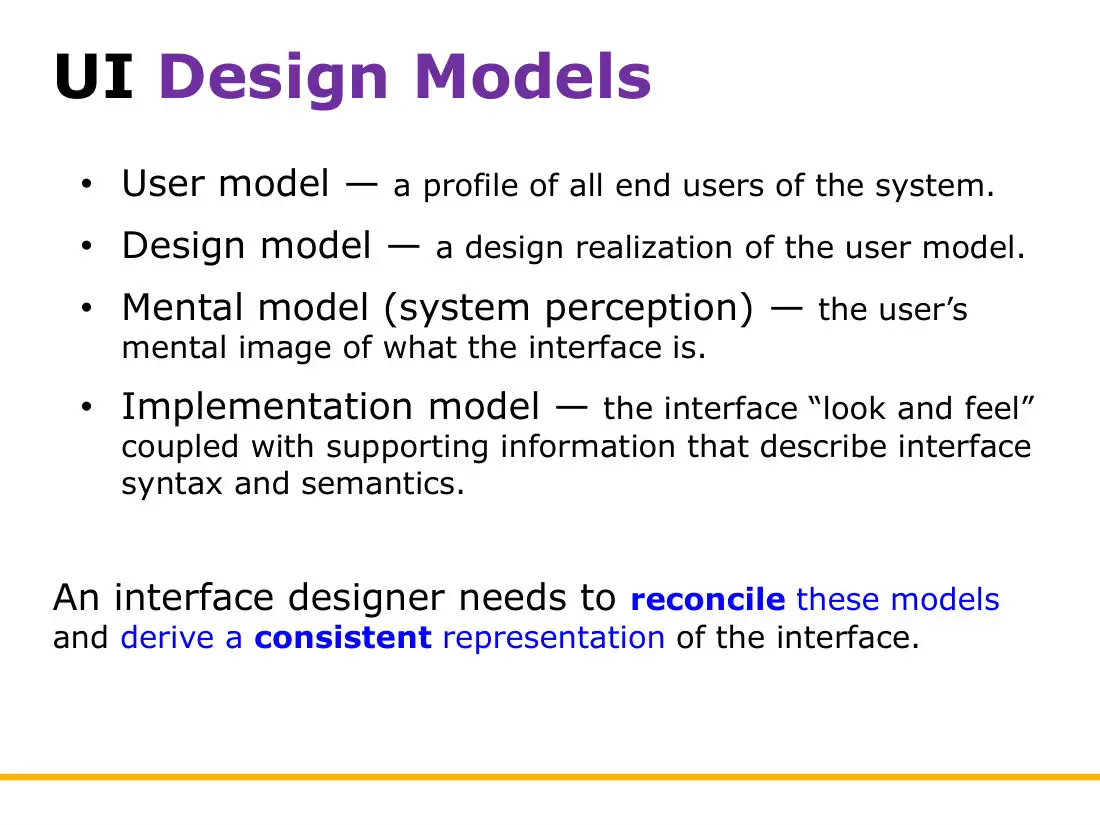 UI Design Models
• User model — a profile of all end users of the system.
• Design model — a design realization of the user model.
• Mental model (system perception) — the user’s
mental image of what the interface is.
• Implementation model — the interface “look and feel”
coupled with supporting information that describe interface
syntax and semantics.
An interface designer needs to reconcile these models
and derive a consistent representation of the interface.